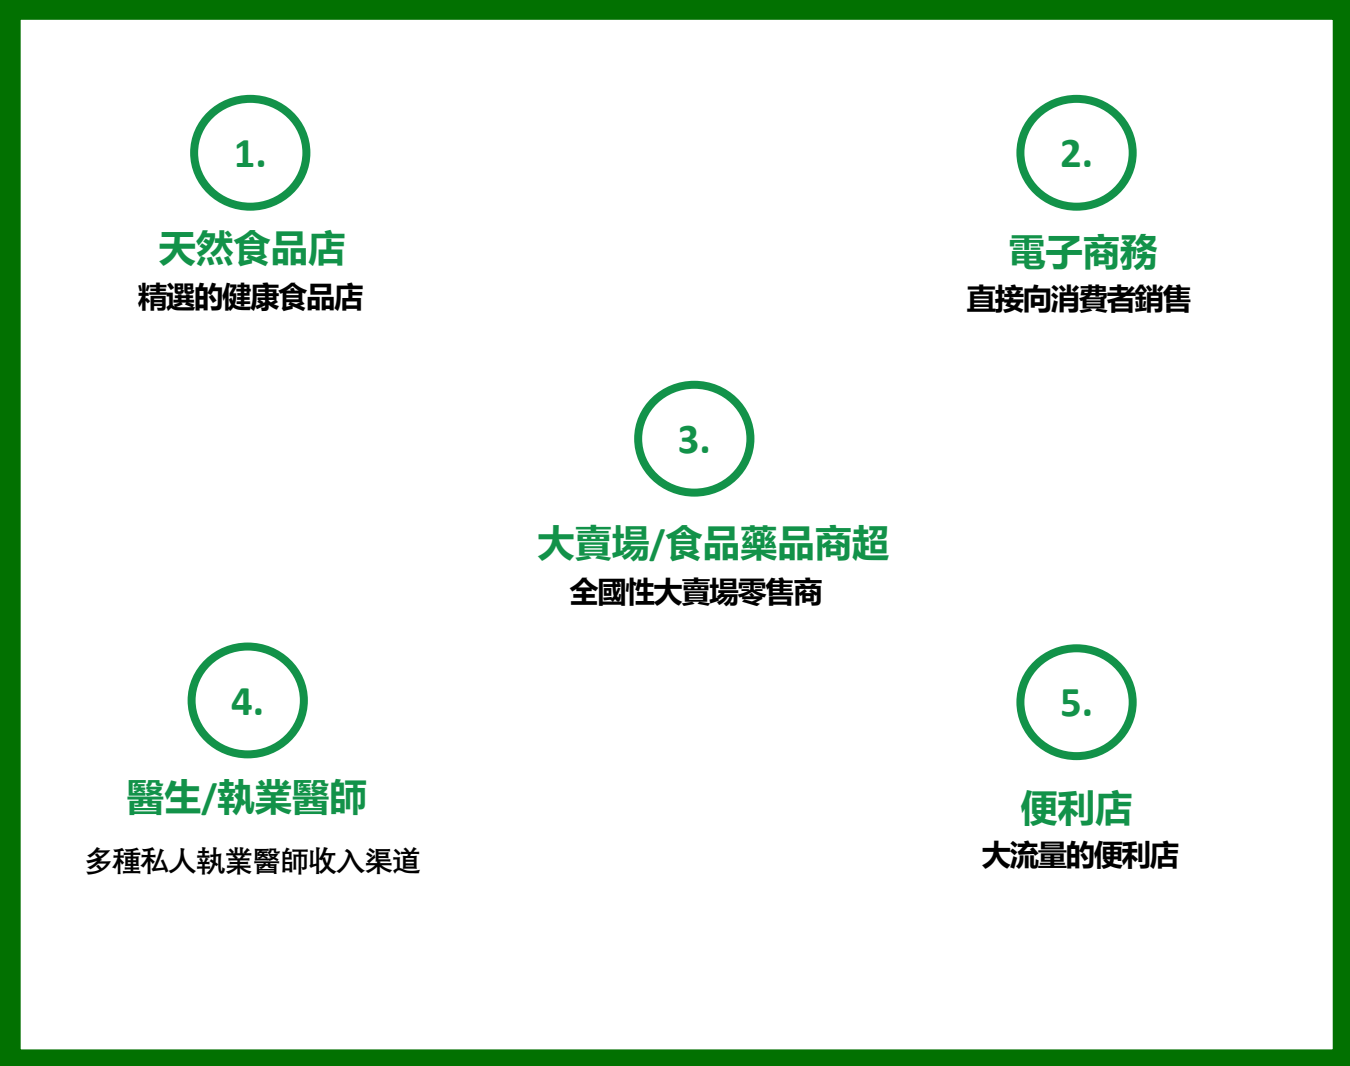 1.
天然食品店
精選的健康食品店
2.
電子商務
直接向消費者銷售
3.
大賣場/食品藥品商超
全國性大賣場零售商
4.
醫生/執業醫師
多種私人執業醫師收入渠道
5.
便利店
大流量的便利店